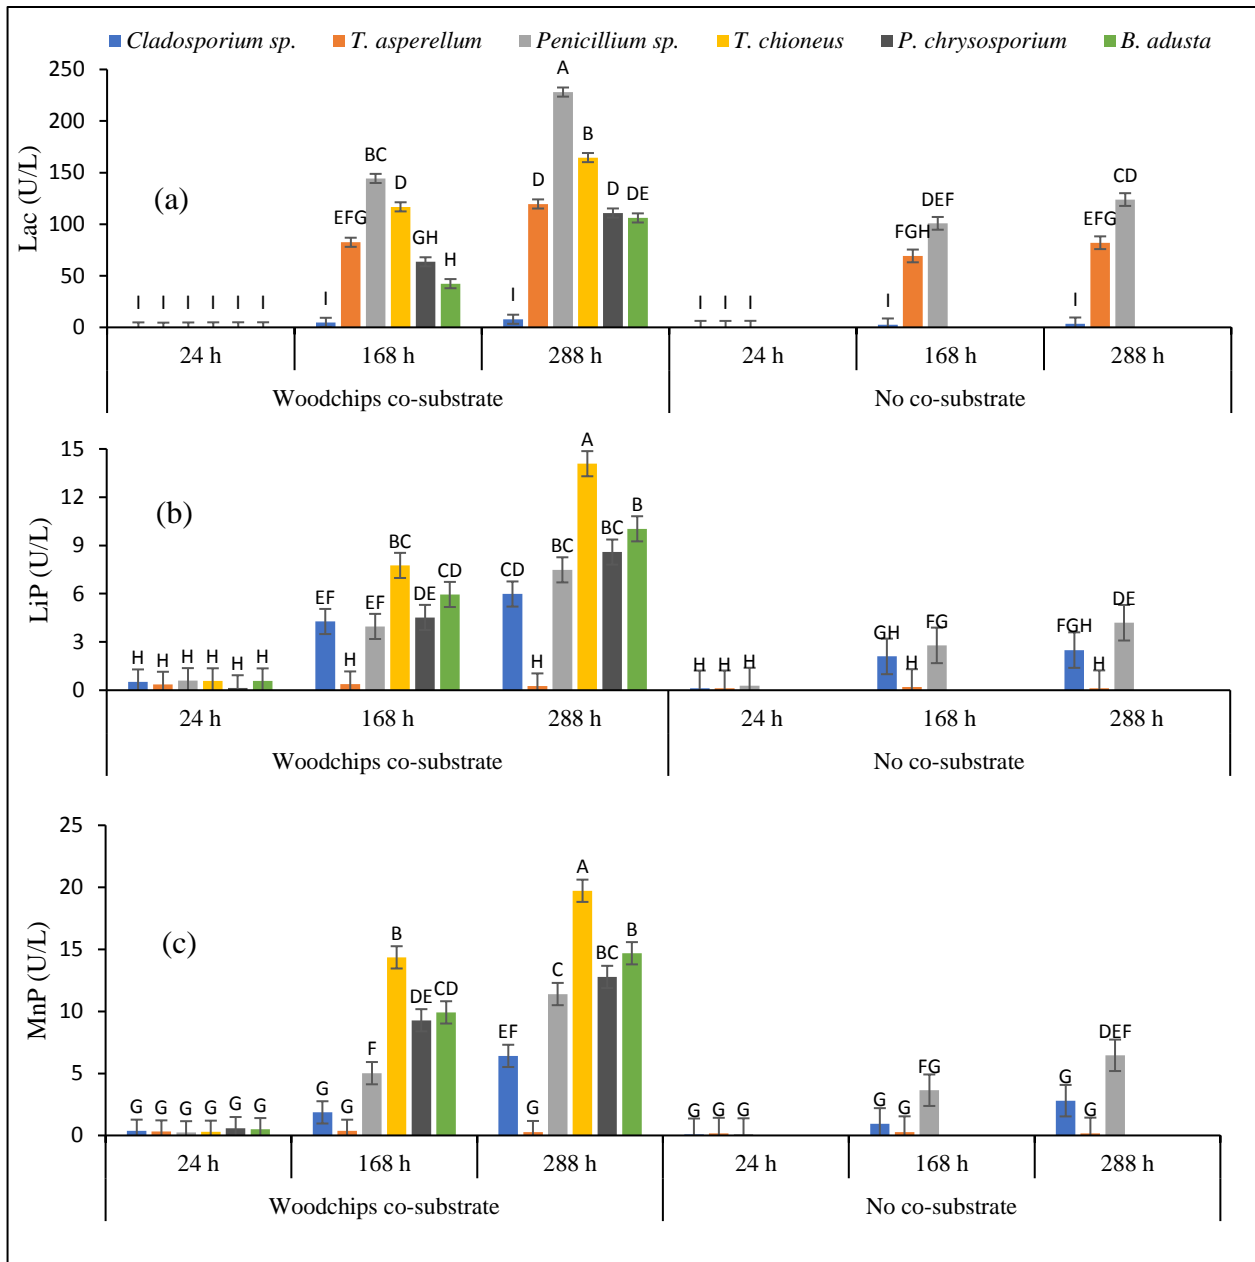 Cladosporium sp. T. asperellum Penicillium sp. T. chioneus P. chrysosporium B. adusta
Lac (U/L)
250
200
150
100
50
0
(a)
I I I I I I
I EFG BC D GH H
I D A B D DE
I I I
I FGH DEF
I EFG CD
24 h 168 h 288 h 24 h 168 h 288 h
Woodchips co-substrate No co-substrate
LiP (U/L)
15
12
9
6
3
0
(b)
H H H H H H
EF H EF BC DE CD
CD H BC A BC B
H H H
GH H FG
FGH H DE
24 h 168 h 288 h 24 h 168 h 288 h
Woodchips co-substrate No co-substrate
MnP (U/L)
25
20
15
10
5
0
(c)
G G G G G G
G G F B DE CD
EF G C A BC B
G G G
G G FG
G G DEF
24 h 168 h 288 h 24 h 168 h 288 h
Woodchips co-substrate No co-substrate